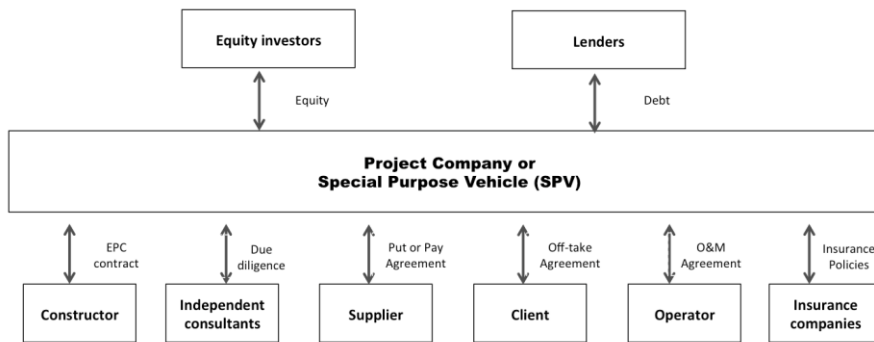 Equity investors
Lenders
Equity
Debt
Project Company or
Special Purpose Vehicle (SPV)
EPC
contract
Due
diligence
Put or Pay
Agreement
Off-take
Agreement
O&M
Agreement
Insurance
Policies
Constructor
Independent
consultants
Supplier
Client
Operator
Insurance
companies